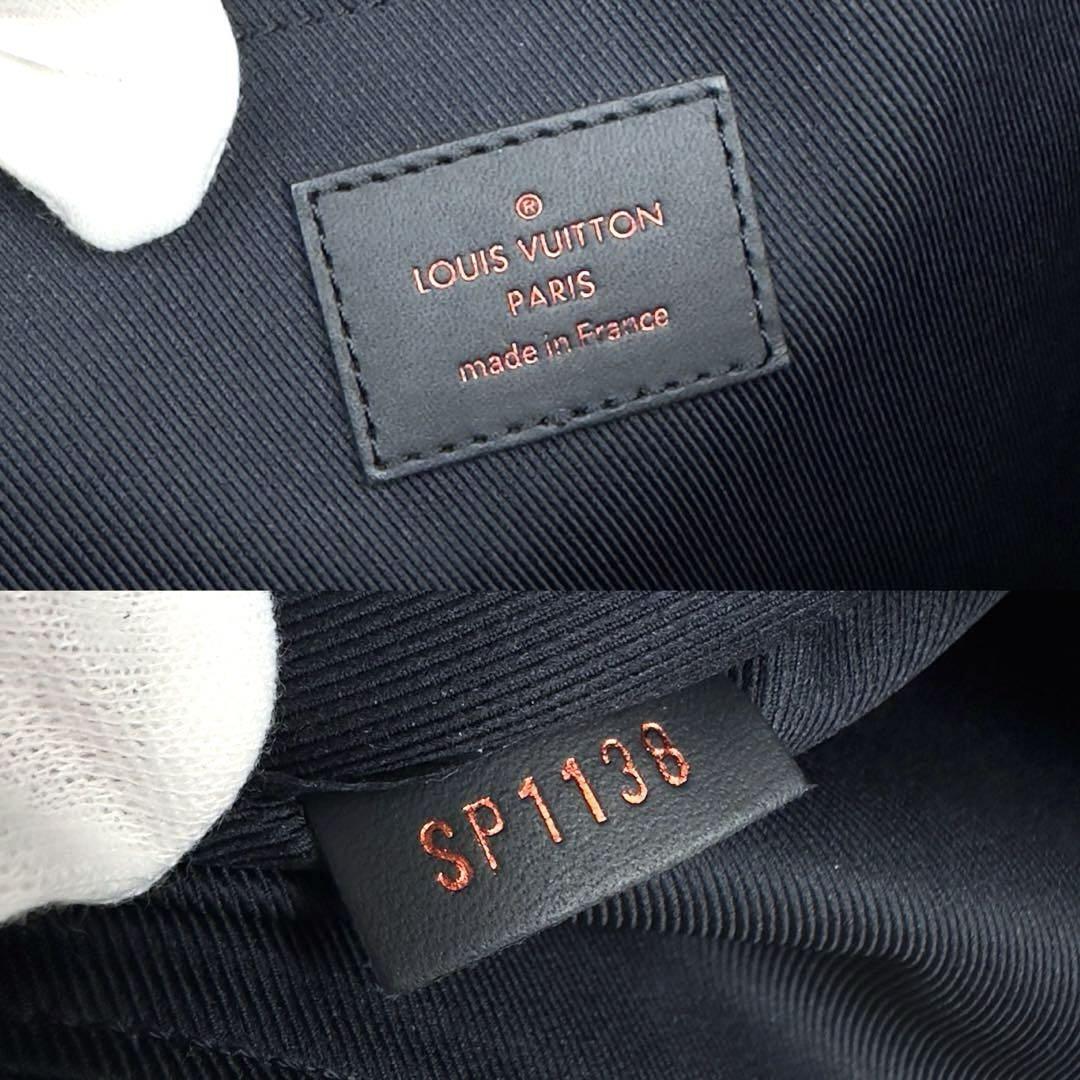 ®
LOUIS VUITTON
PARIS
made in France
SP1138